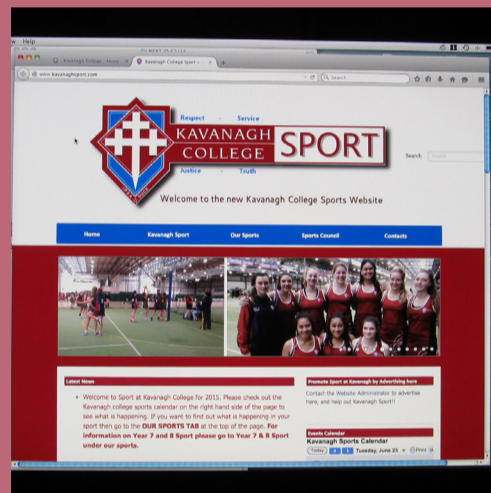 w Help
Kavanagh College - Home
Kavanagh College Sport -
www.kavanaghsport.com
Search
Respect - Service
KAVANAGH
COLLEGE
SPORT
Justice - Truth
Search
Search
Welcome to the new Kavanagh College Sports Website
Home Kavanagh Sport Our Sports Sports Council Contacts
Latest News
Welcome to Sport at Kavanagh College for 2015. Please check out the
Kavanagh college sports calendar on the right hand side of the page to
see what is happening. If you want to find out what is happening in your
sport then go to the OUR SPORTS TAB at the top of the page. For
information on Year 7 and 8 Sport please go to Year 7 & 8 Sport
under our sports.
Promote Sport at Kavanagh by Advertising here
Contact the Website Administrator to advertise
here, and help out Kavanagh Sport!!
Events Calendar
Kavanagh Sports Calendar
Today Tuesday, June 23 Print